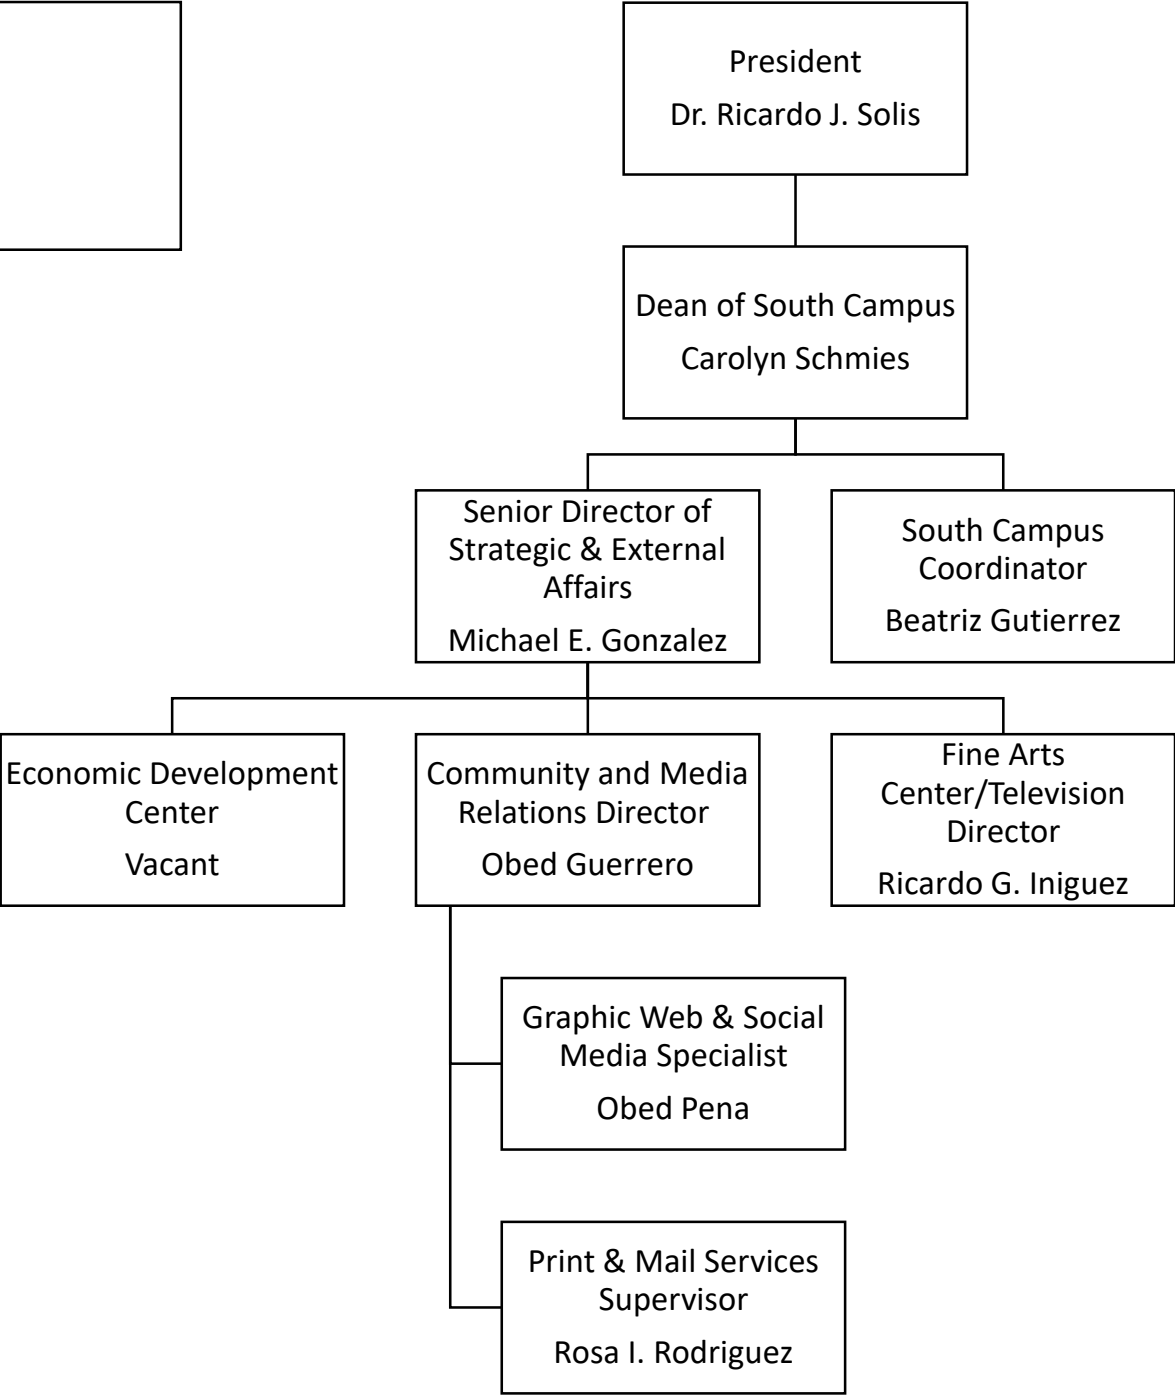 President
Dr. Ricardo J. Solis
Dean of South Campus
Carolyn Schmies
Senior Director of
Strategic & External
Affairs
Michael E. Gonzalez
South Campus
Coordinator
Beatriz Gutierrez
Economic Development
Center
Vacant
Community and Media
Relations Director
Obed Guerrero
Fine Arts
Center/Television
Director
Ricardo G. Iniguez
Graphic Web & Social
Media Specialist
Obed Pena
Print & Mail Services
Supervisor
Rosa I. Rodriguez